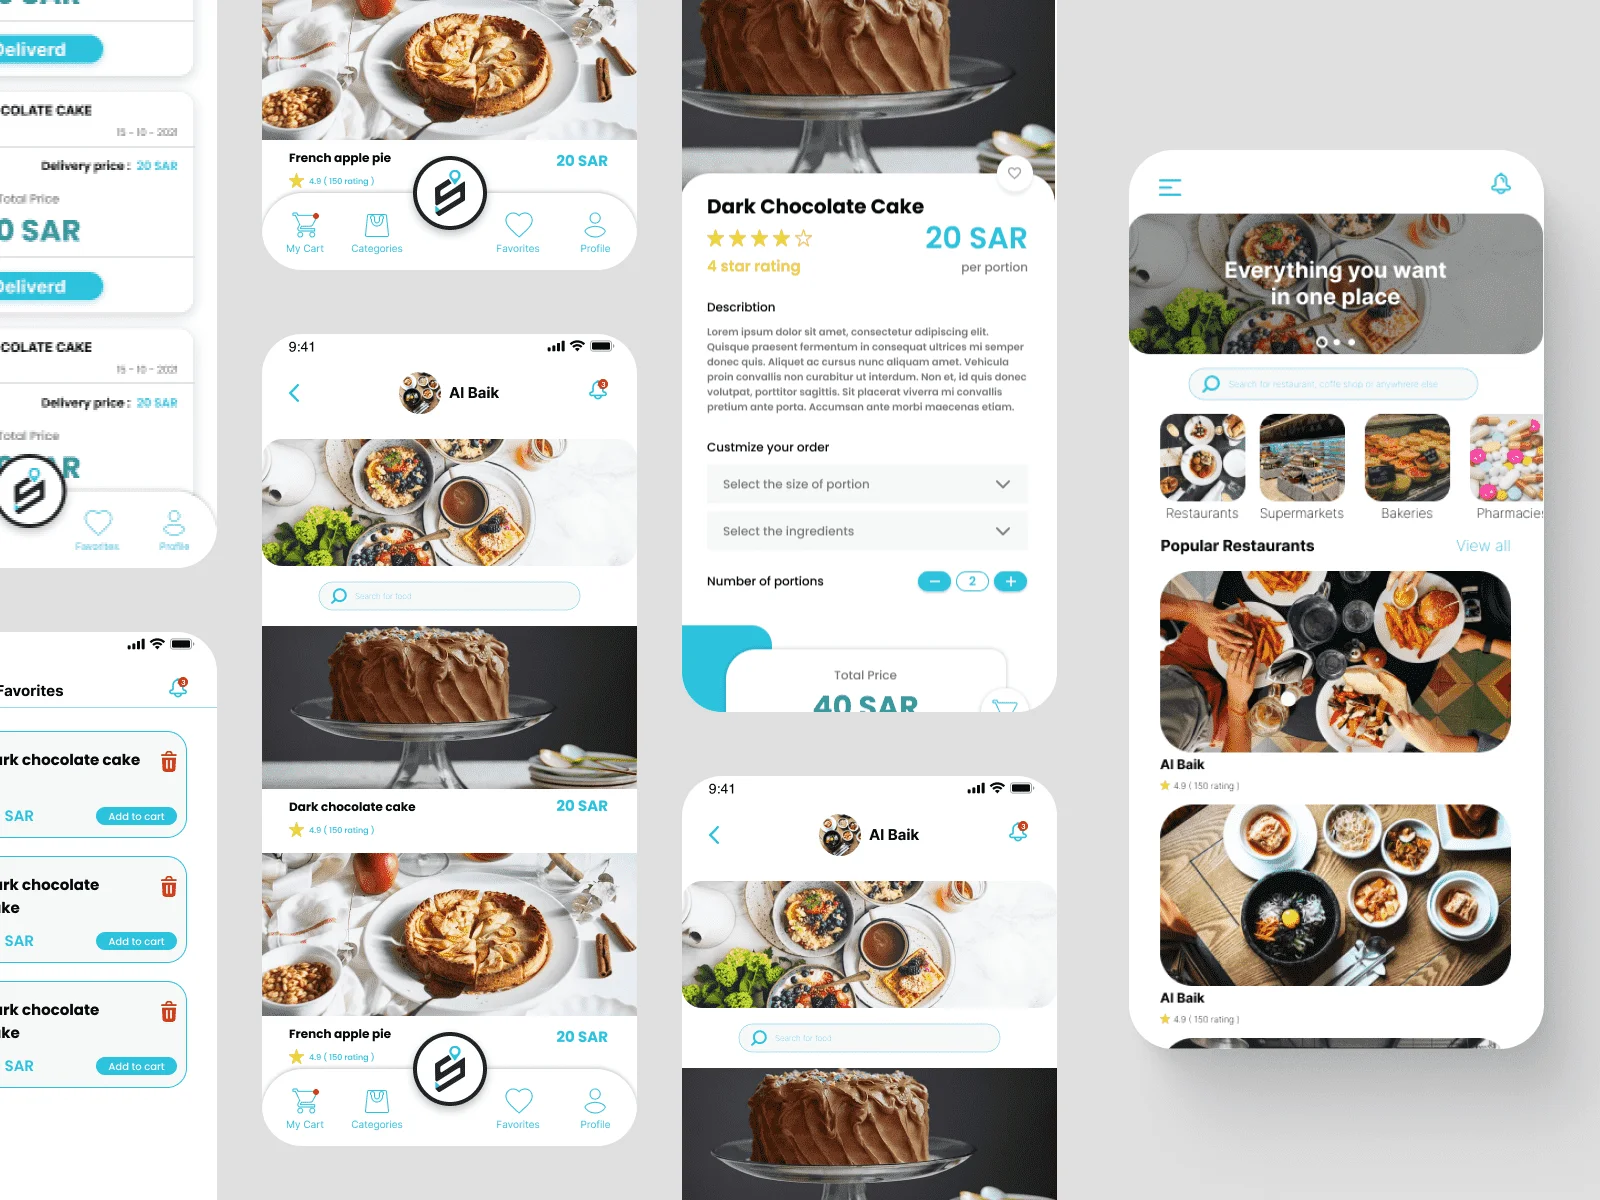 Deliverd
COLATE CAKE
15 - 10 - 2021
Delivery price : 20 SAR
Total Price
0 SAR
Deliverd
COLATE CAKE
15 - 10 - 2021
Delivery price : 20 SAR
Total Price
Favorites
Profile
Favorites
3
rk chocolate cake
SAR
Add to cart
rk chocolate
ke
SAR
Add to cart
rk chocolate
ke
SAR
Add to cart
French apple pie
20 SAR
4.9 ( 150 rating )
My Cart
Categories
Favorites
Profile
9:41
Al Baik
3
Search for food
Dark chocolate cake
20 SAR
4.9 ( 150 rating )
French apple pie
20 SAR
4.9 ( 150 rating )
My Cart
Categories
Favorites
Profile
Dark Chocolate Cake
20 SAR
4 star rating
per portion
Describtion
Lorem ipsum dolor sit amet, consectetur adipiscing elit.
Quisque praesent fermentum in consequat ultrices mi semper
donec quis. Aliquet ac cursus nunc aliquam amet. Vehicula
proin convallis non curabitur ut interdum. Non et, id quis donec
volutpat, porttitor sagittis. Sit placerat viverra mi convallis
pretium ante porta. Accumsan ante morbi maecenas etiam.
Custmize your order
Select the size of portion
Select the ingredients
Number of portions
2
Total Price
40 SAR
9:41
Al Baik
3
Search for food
Everything you want
in one place
Search for restaurant, coffe shop or anywhere else
Restaurants
Supermarkets
Bakeries
Pharmacies
Popular Restaurants
View all
Al Baik
4.9 ( 150 rating )
Al Baik
4.9 ( 150 rating )